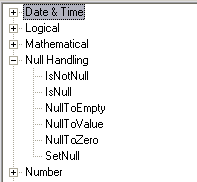 Date & Time
Logical
Mathematical
Null Handling
IsNotNull
IsNull
NullToEmpty
NullToValue
NullToZero
SetNull
Number